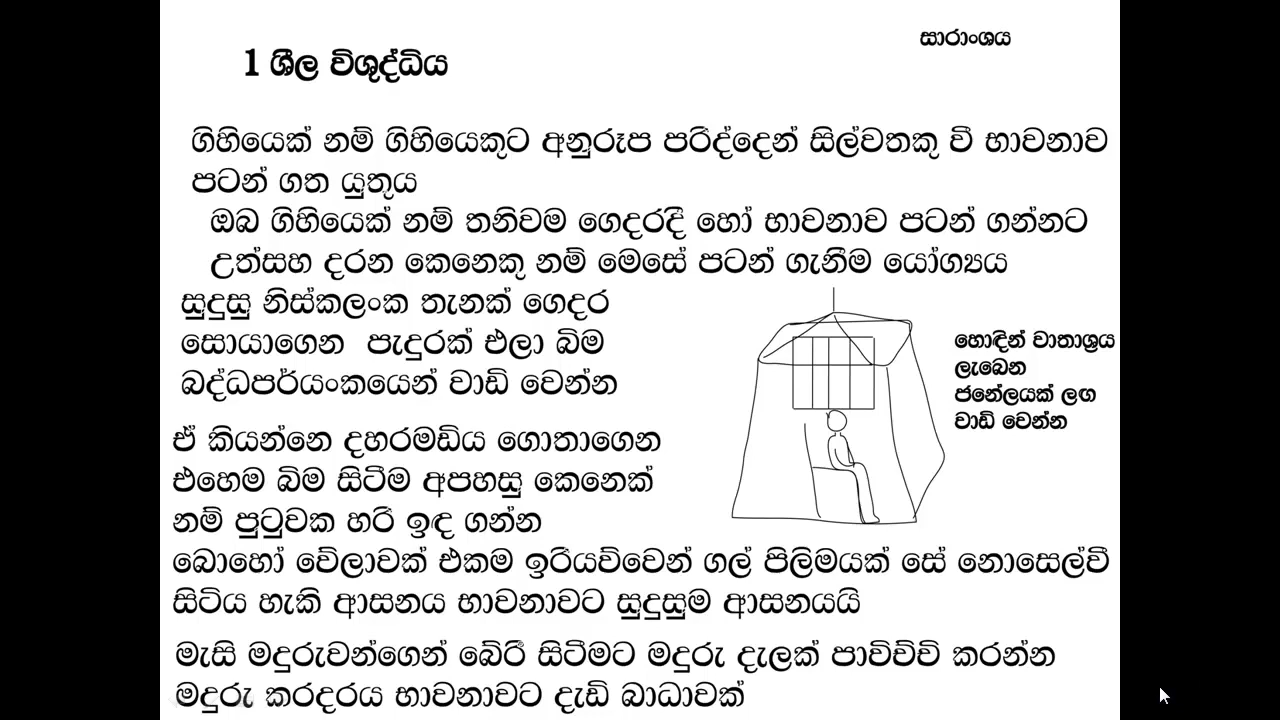 සාරාංශය
1 ශීල විශුද්ධිය
ගිහියෙක් නම් ගිහියෙකුට අනුරූප පරිද්දෙන් සිල්වතකු වී භාවනාව
පටන් ගත යුතුය
ඔබ ගිහියෙක් නම් තනිවම ගෙදරදී හෝ භාවනාව පටන් ගන්නට
උත්සහ දරන කෙනෙකු නම් මෙසේ පටන් ගැනීම යෝග්‍යය
සුදුසු නිස්කලංක තැනක් ගෙදර
සොයාගෙන පැදුරක් එලා බිම
බද්ධපර්යංකයෙන් වාඩි වෙන්න
හොඳින් වාතාශ්‍රය
ලැබෙන
ජනේලයක් ලඟ
වාඩි වෙන්න
ඒ කියන්නෙ දහරමඩිය ගොතාගෙන
එහෙම බිම සිටීම අපහසු කෙනෙක්
නම් පුටුවක හරි ඉඳ ගන්න
බොහෝ වේලාවක් එකම ඉරියව්වෙන් ගල් පිලිමයක් සේ නොසෙල්වී
සිටිය හැකි ආසනය භාවනාවට සුදුසුම ආසනයයි
මැසි මදුරුවන්ගෙන් බේරී සිටීමට මදුරු දැලක් පාවිච්චි කරන්න
මදුරු කරදරය භාවනාවට දැඩි බාධාවක්